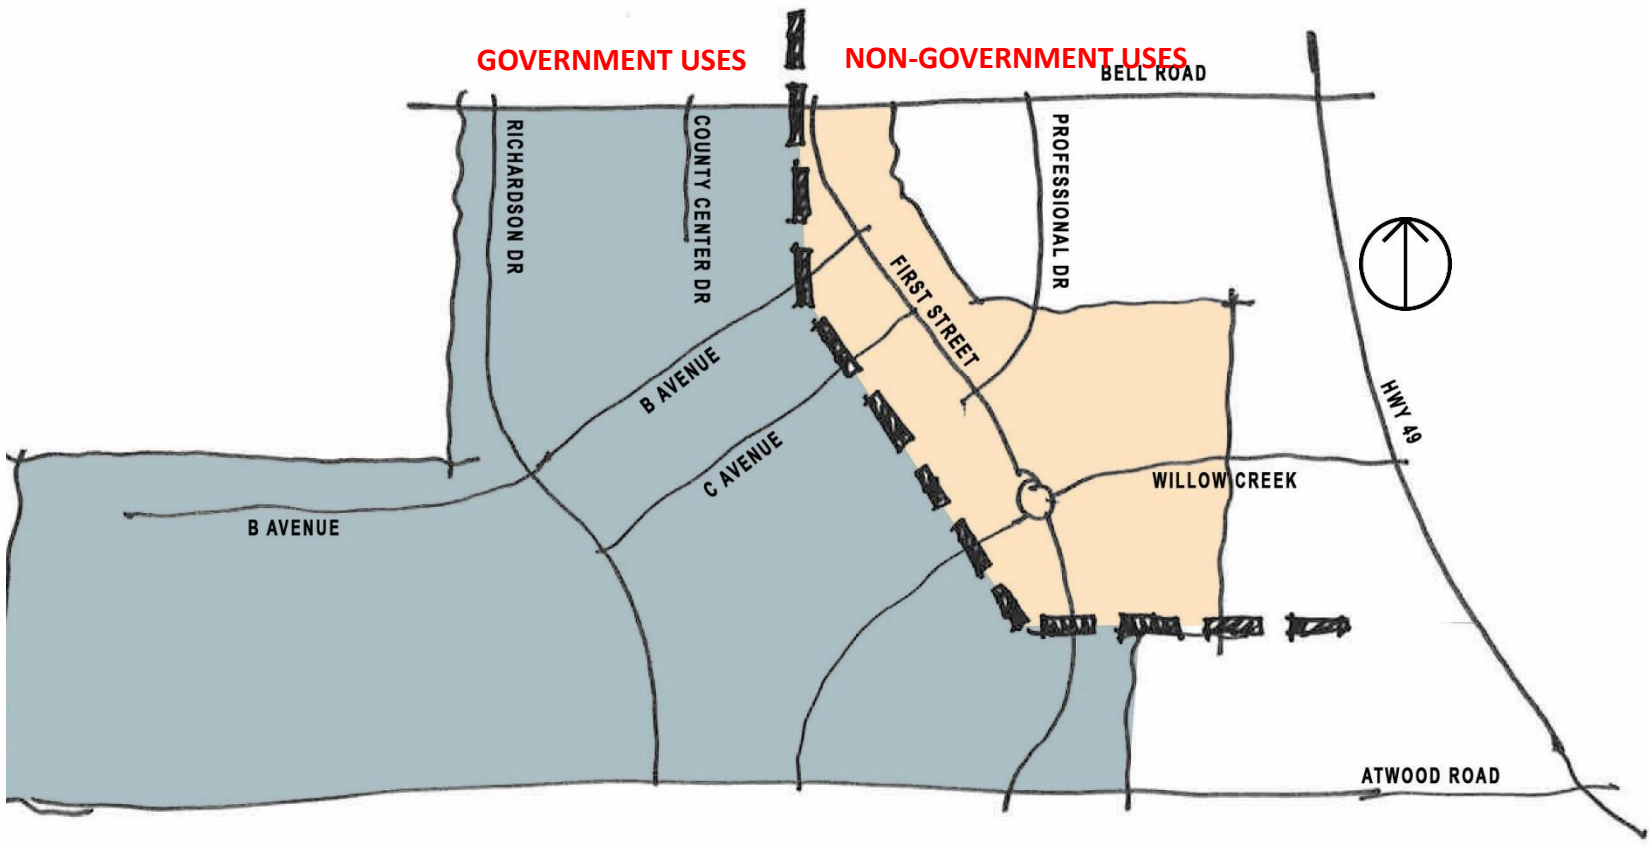 GOVERNMENT USES
NON-GOVERNMENT USES
BELL ROAD
RICHARDSON DR
COUNTY CENTER DR
PROFESSIONAL DR
FIRST STREET
B AVENUE
C AVENUE
HWY 49
WILLOW CREEK
B AVENUE
ATWOOD ROAD